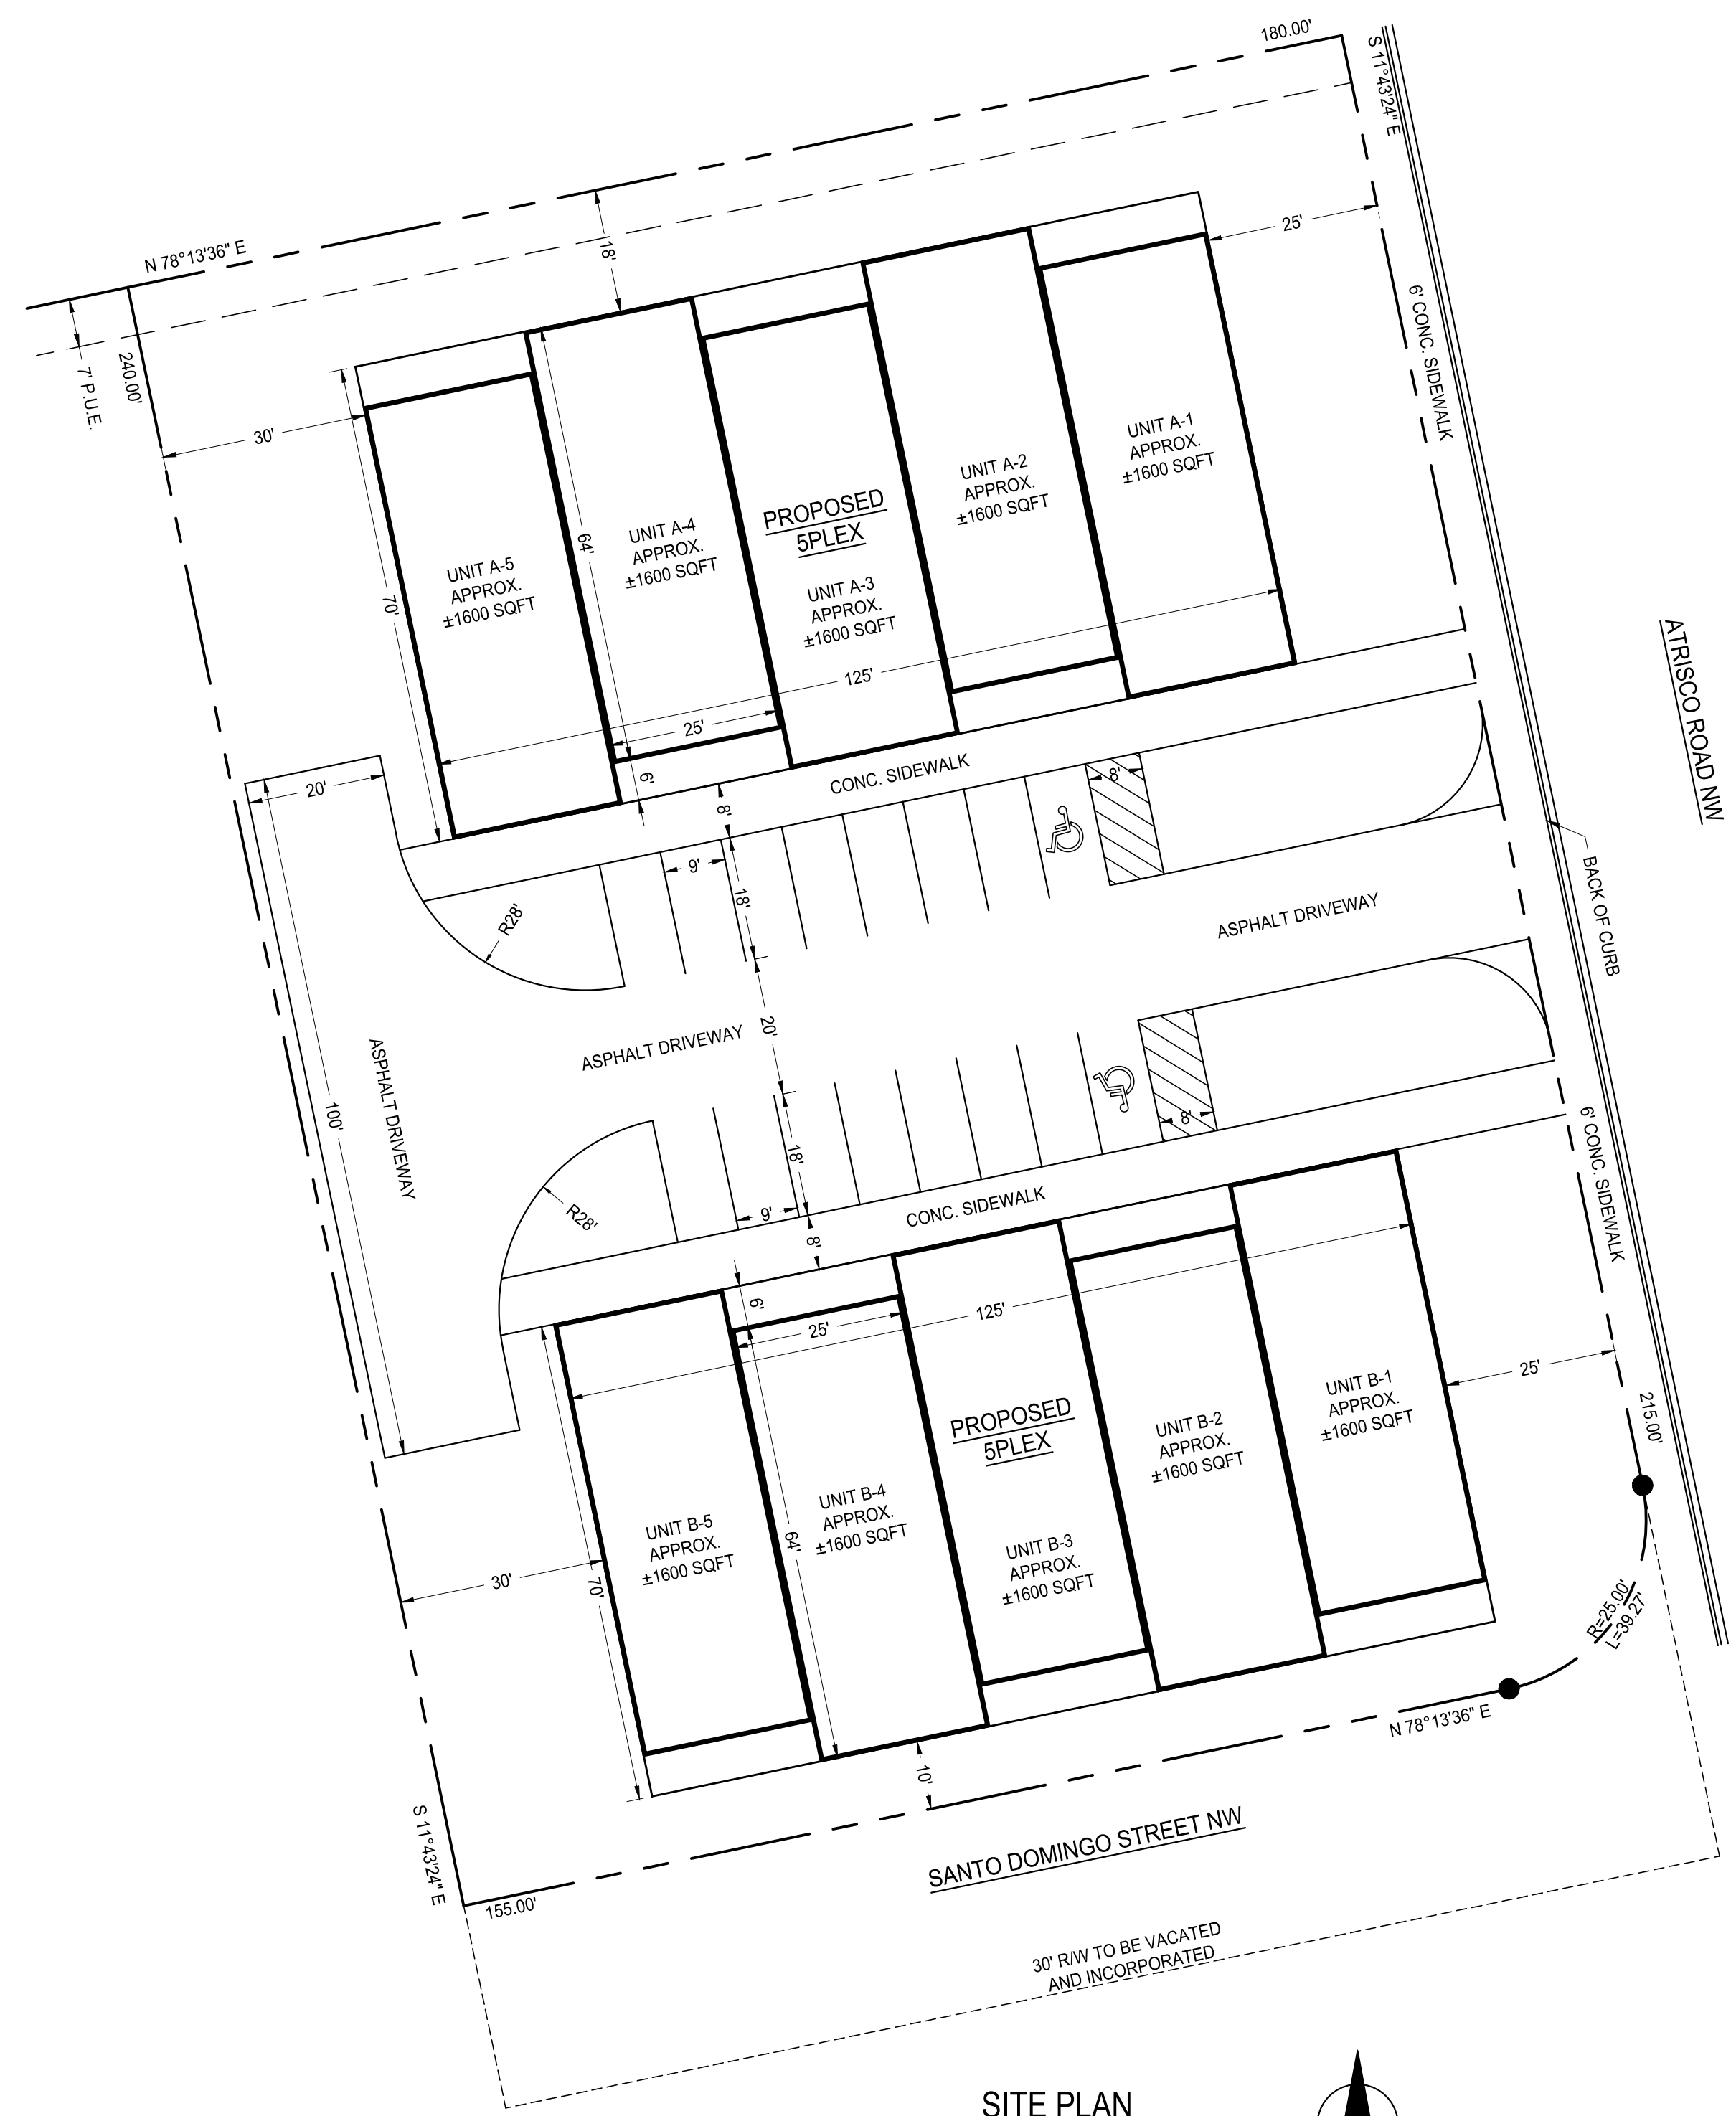 180.00'
S 11°43'24" E
N 78°13'36" E
18'
25'
7' P.U.E.
240.00'
30'
6' CONC. SIDEWALK
UNIT A-1
APPROX.
±1600 SQFT
UNIT A-2
APPROX.
±1600 SQFT
PROPOSED
5PLEX
UNIT A-3
APPROX.
±1600 SQFT
UNIT A-4
APPROX.
±1600 SQFT
UNIT A-5
APPROX.
±1600 SQFT
64'
70'
125'
25'
6'
ATRISCO ROAD NW
20'
8'
CONC. SIDEWALK
8'
9'
18'
R28'
ASPHALT DRIVEWAY
BACK OF CURB
20'
ASPHALT DRIVEWAY
ASPHALT DRIVEWAY
100'
8'
18'
R28'
9'
CONC. SIDEWALK
8'
6' CONC. SIDEWALK
6'
125'
25'
UNIT B-1
APPROX.
±1600 SQFT
25'
215.00'
PROPOSED
5PLEX
UNIT B-2
APPROX.
±1600 SQFT
UNIT B-3
APPROX.
±1600 SQFT
UNIT B-4
APPROX.
±1600 SQFT
UNIT B-5
APPROX.
±1600 SQFT
64'
30'
70'
R=25.00'
L=39.27'
N 78°13'36" E
10'
S 11°43'24" E
155.00'
SANTO DOMINGO STREET NW
30' R/W TO BE VACATED
AND INCORPORATED
SITE PLAN